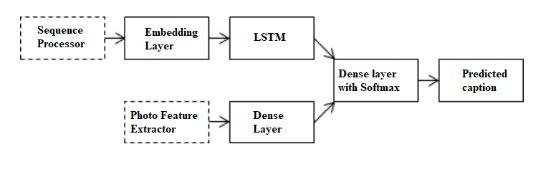 Sequence
Processor
Embedding
Layer
LSTM
Dense layer
with Softmax
Predicted
caption
Photo Feature
Extractor
Dense
Layer